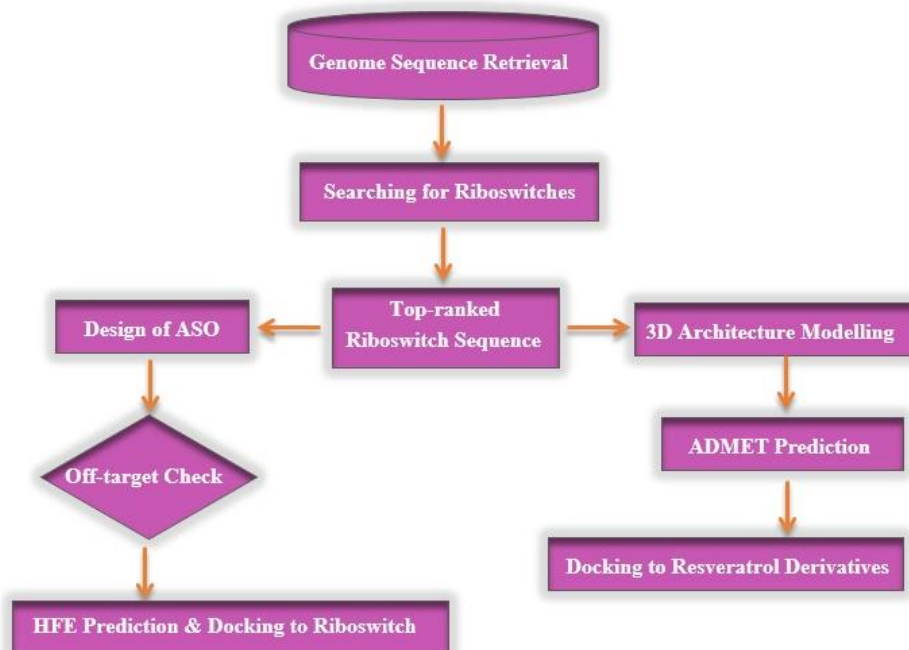 Genome Sequence Retrieval
Searching for Riboswitches
Top-ranked
Riboswitch Sequence
Design of ASO
3D Architecture Modelling
Off-target Check
ADMET Prediction
Docking to Resveratrol Derivatives
HFE Prediction & Docking to Riboswitch